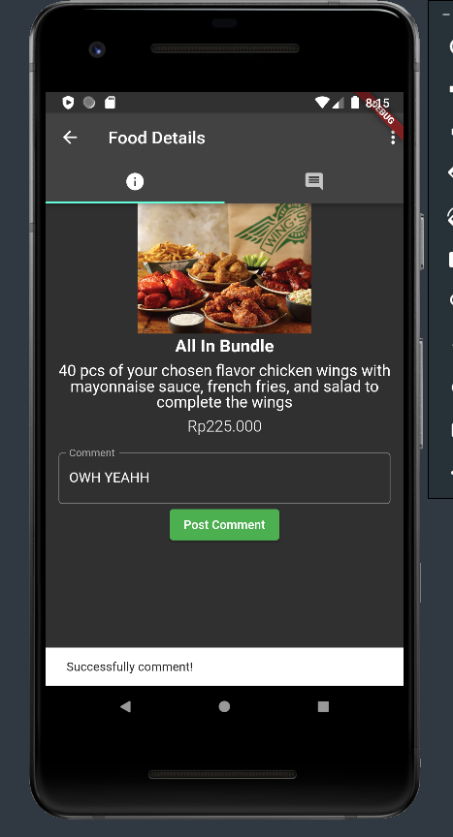 8:15
DEBUG
Food Details
WING-S
All In Bundle
40 pcs of your chosen flavor chicken wings with
mayonnaise sauce, french fries, and salad to
complete the wings
Rp225.000
Comment
OWH YEAHH
Post Comment
Successfully comment!